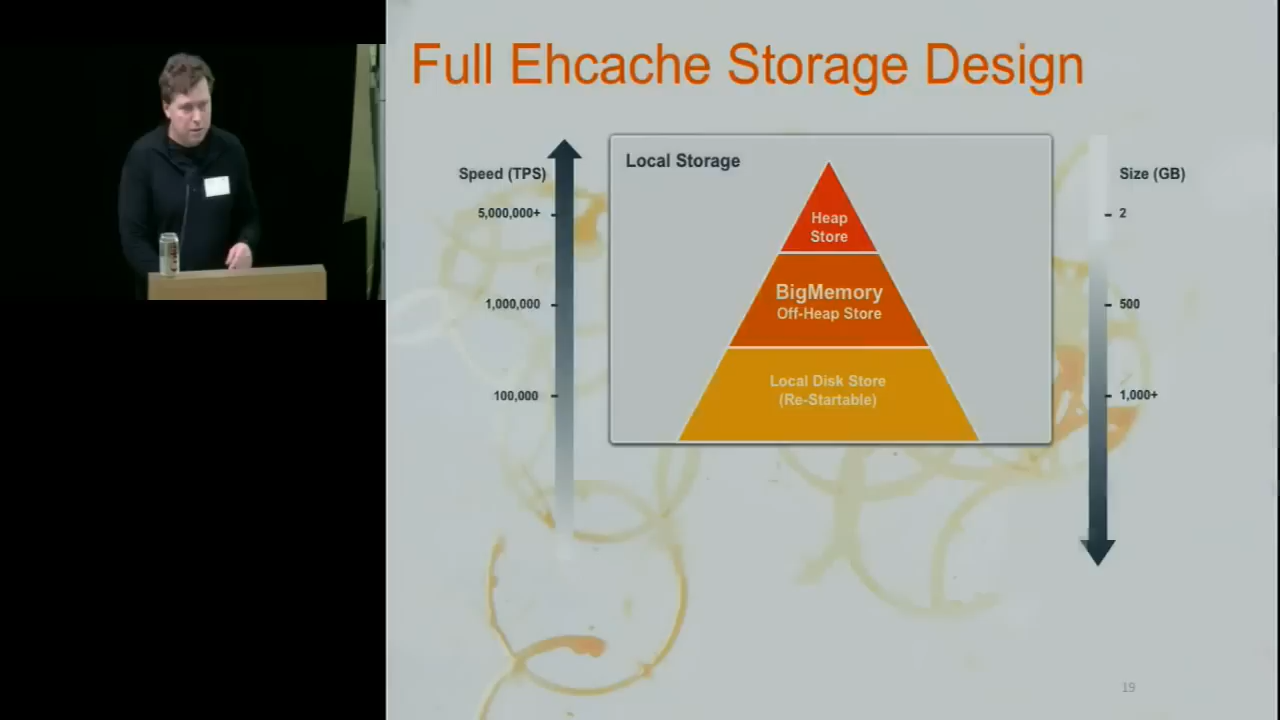 Full Ehcache Storage Design
Speed (TPS)
5,000,000+
1,000,000
100,000
Local Storage
Heap
Store
BigMemory
Off-Heap Store
Local Disk Store
(Re-Startable)
Size (GB)
2
500
1,000+
19